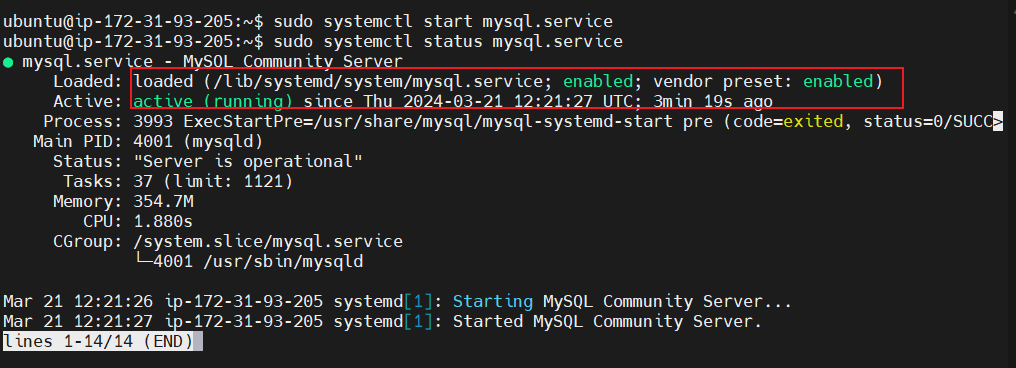 ubuntu@ip-172-31-93-205:~$ sudo systemctl start mysql.service
ubuntu@ip-172-31-93-205:~$ sudo systemctl status mysql.service
● mysql.service - MySQL Community Server
     Loaded: loaded (/lib/systemd/system/mysql.service; enabled; vendor preset: enabled)
     Active: active (running) since Thu 2024-03-21 12:21:27 UTC; 3min 19s ago
    Process: 3993 ExecStartPre=/usr/share/mysql/mysql-systemd-start pre (code=exited, status=0/SUCC>
   Main PID: 4001 (mysqld)
     Status: "Server is operational"
      Tasks: 37 (limit: 1121)
     Memory: 354.7M
        CPU: 1.880s
     CGroup: /system.slice/mysql.service
             └─4001 /usr/sbin/mysqld

Mar 21 12:21:26 ip-172-31-93-205 systemd[1]: Starting MySQL Community Server...
Mar 21 12:21:27 ip-172-31-93-205 systemd[1]: Started MySQL Community Server.
lines 1-14/14 (END)